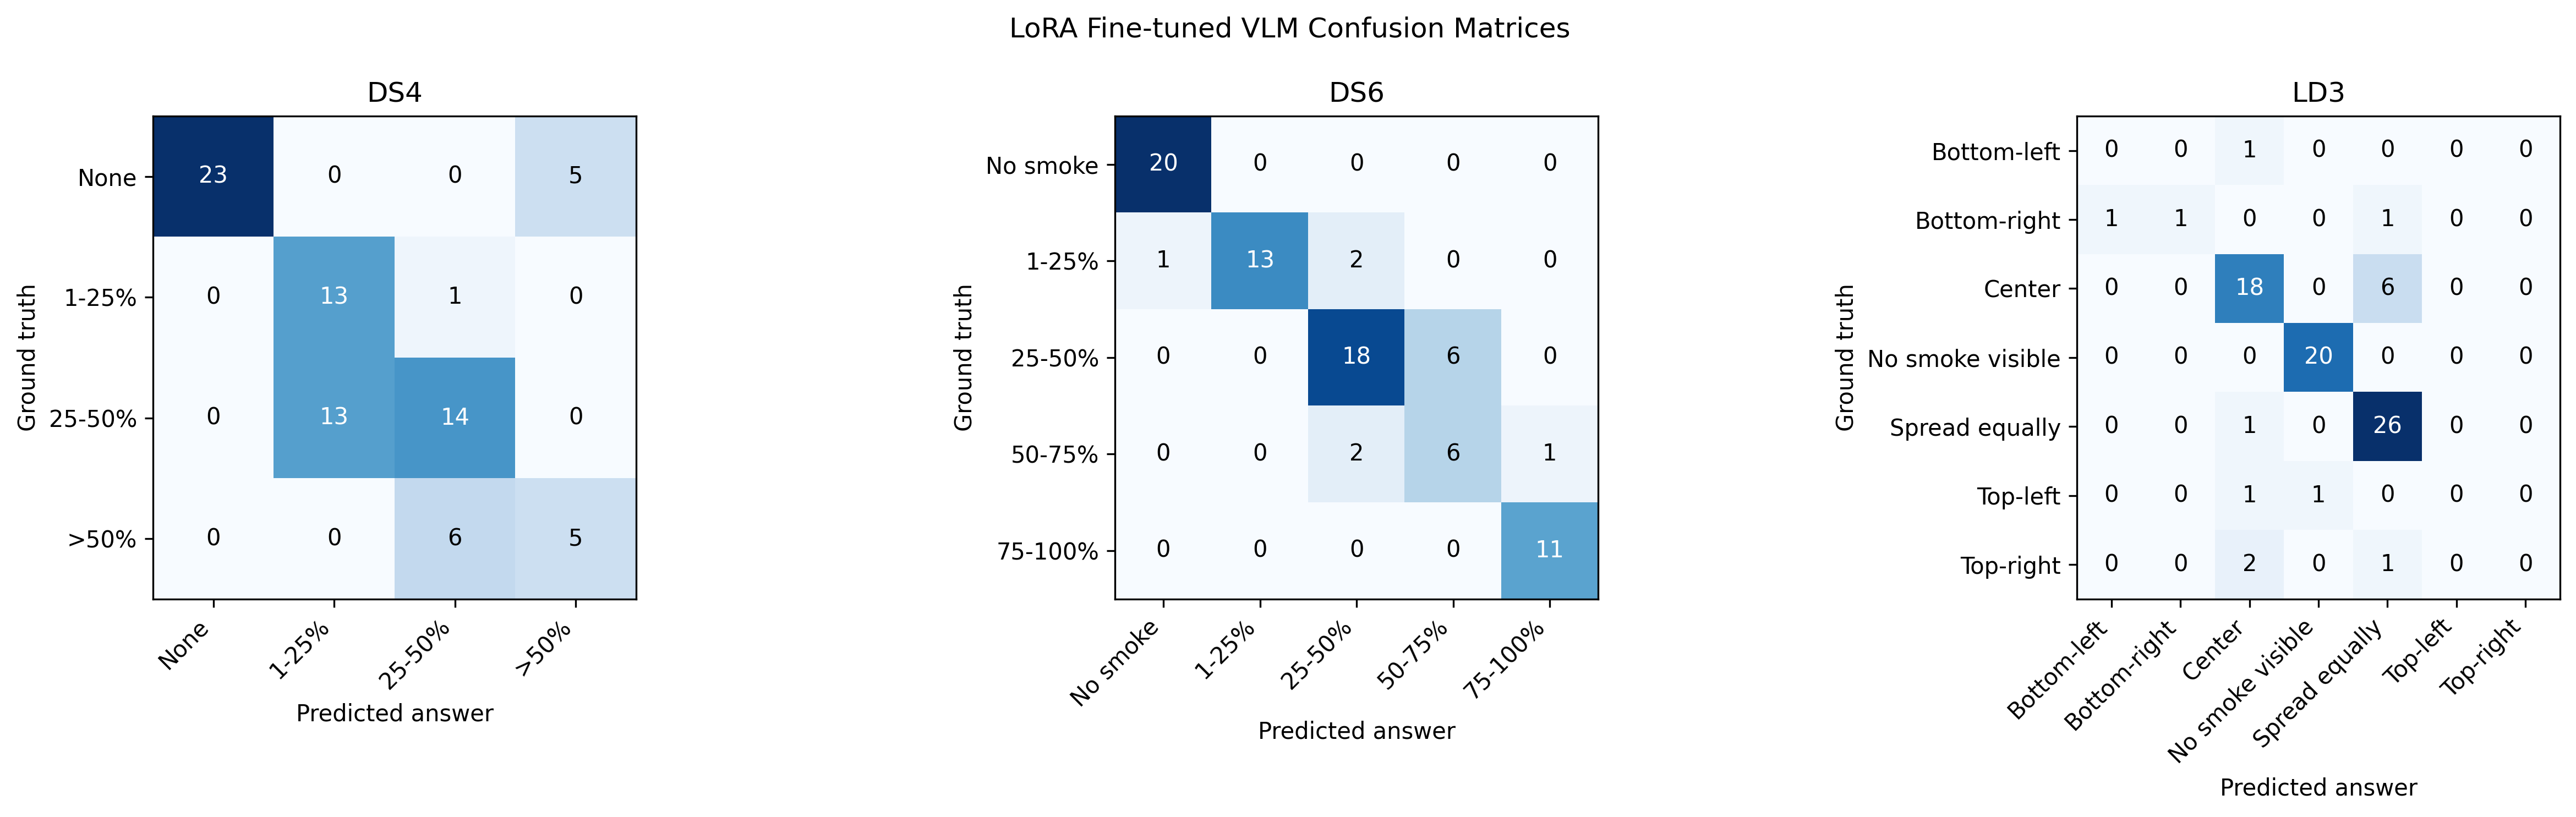 LoRA Fine-tuned VLM Confusion Matrices
DS4
Ground truth
None 23 0 0 5
1-25% 0 13 1 0
25-50% 0 13 14 0
>50% 0 0 6 5
None 1-25% 25-50% >50%
Predicted answer
DS6
Ground truth
No smoke 20 0 0 0 0
1-25% 1 13 2 0 0
25-50% 0 0 18 6 0
50-75% 0 0 2 6 1
75-100% 0 0 0 0 11
No smoke 1-25% 25-50% 50-75% 75-100%
Predicted answer
LD3
Ground truth
Bottom-left 0 0 1 0 0 0 0
Bottom-right 1 1 0 0 1 0 0
Center 0 0 18 0 6 0 0
No smoke visible 0 0 0 20 0 0 0
Spread equally 0 0 1 0 26 0 0
Top-left 0 0 1 1 0 0 0
Top-right 0 0 2 0 1 0 0
Bottom-left Bottom-right Center No smoke visible Spread equally Top-left Top-right
Predicted answer